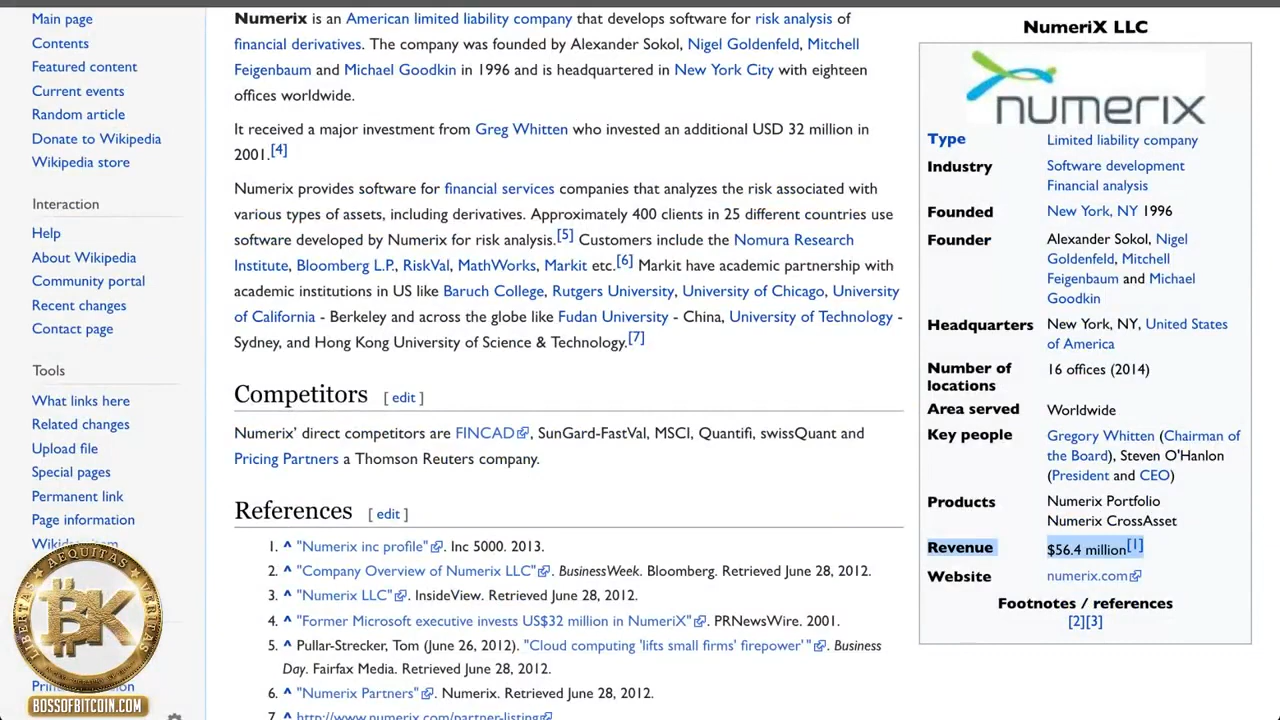 Main page
Contents
Featured content
Current events
Random article
Donate to Wikipedia
Wikipedia store
Interaction
Help
About Wikipedia
Community portal
Recent changes
Contact page
Tools
What links here
Related changes
Upload file
Special pages
Permanent link
Page information
LIBERTAS AEQUITAS VERITAS
BK
BOSSOFBITCOIN.COM
Numerix is an American limited liability company that develops software for risk analysis of
financial derivatives. The company was founded by Alexander Sokol, Nigel Goldenfeld, Mitchell
Feigenbaum and Michael Goodkin in 1996 and is headquartered in New York City with eighteen
offices worldwide.
It received a major investment from Greg Whitten who invested an additional USD 32 million in
2001.[4]
Numerix provides software for financial services companies that analyzes the risk associated with
various types of assets, including derivatives. Approximately 400 clients in 25 different countries use
software developed by Numerix for risk analysis.[5] Customers include the Nomura Research
Institute, Bloomberg L.P., RiskVal, MathWorks, Markit etc.[6] Markit have academic partnership with
academic institutions in US like Baruch College, Rutgers University, University of Chicago, University
of California - Berkeley and across the globe like Fudan University - China, University of Technology -
Sydney, and Hong Kong University of Science & Technology.[7]
Competitors [ edit ]
Numerix' direct competitors are FINCAD, SunGard-FastVal, MSCI, Quantifi, swissQuant and
Pricing Partners a Thomson Reuters company.
References [ edit ]
1. ^ "Numerix inc profile". Inc 5000. 2013.
2. ^ "Company Overview of Numerix LLC". BusinessWeek. Bloomberg. Retrieved June 28, 2012.
3. ^ "Numerix LLC". InsideView. Retrieved June 28, 2012.
4. ^ "Former Microsoft executive invests US$32 million in NumeriX". PRNewsWire. 2001.
5. ^ Pullar-Strecker, Tom (June 26, 2012). "Cloud computing 'lifts small firms' firepower'". Business
Day. Fairfax Media. Retrieved June 28, 2012.
6. ^ "Numerix Partners". Numerix. Retrieved June 28, 2012.
7. ^ http://www.numerix.com/partner-listing
NumeriX LLC
numerix
Type Limited liability company
Industry Software development
Financial analysis
Founded New York, NY 1996
Founder Alexander Sokol, Nigel
Goldenfeld, Mitchell
Feigenbaum and Michael
Goodkin
Headquarters New York, NY, United States
of America
Number of locations 16 offices (2014)
Area served Worldwide
Key people Gregory Whitten (Chairman of
the Board), Steven O'Hanlon
(President and CEO)
Products Numerix Portfolio
Numerix CrossAsset
Revenue $56.4 million[1]
Website numerix.com
Footnotes / references
[2][3]